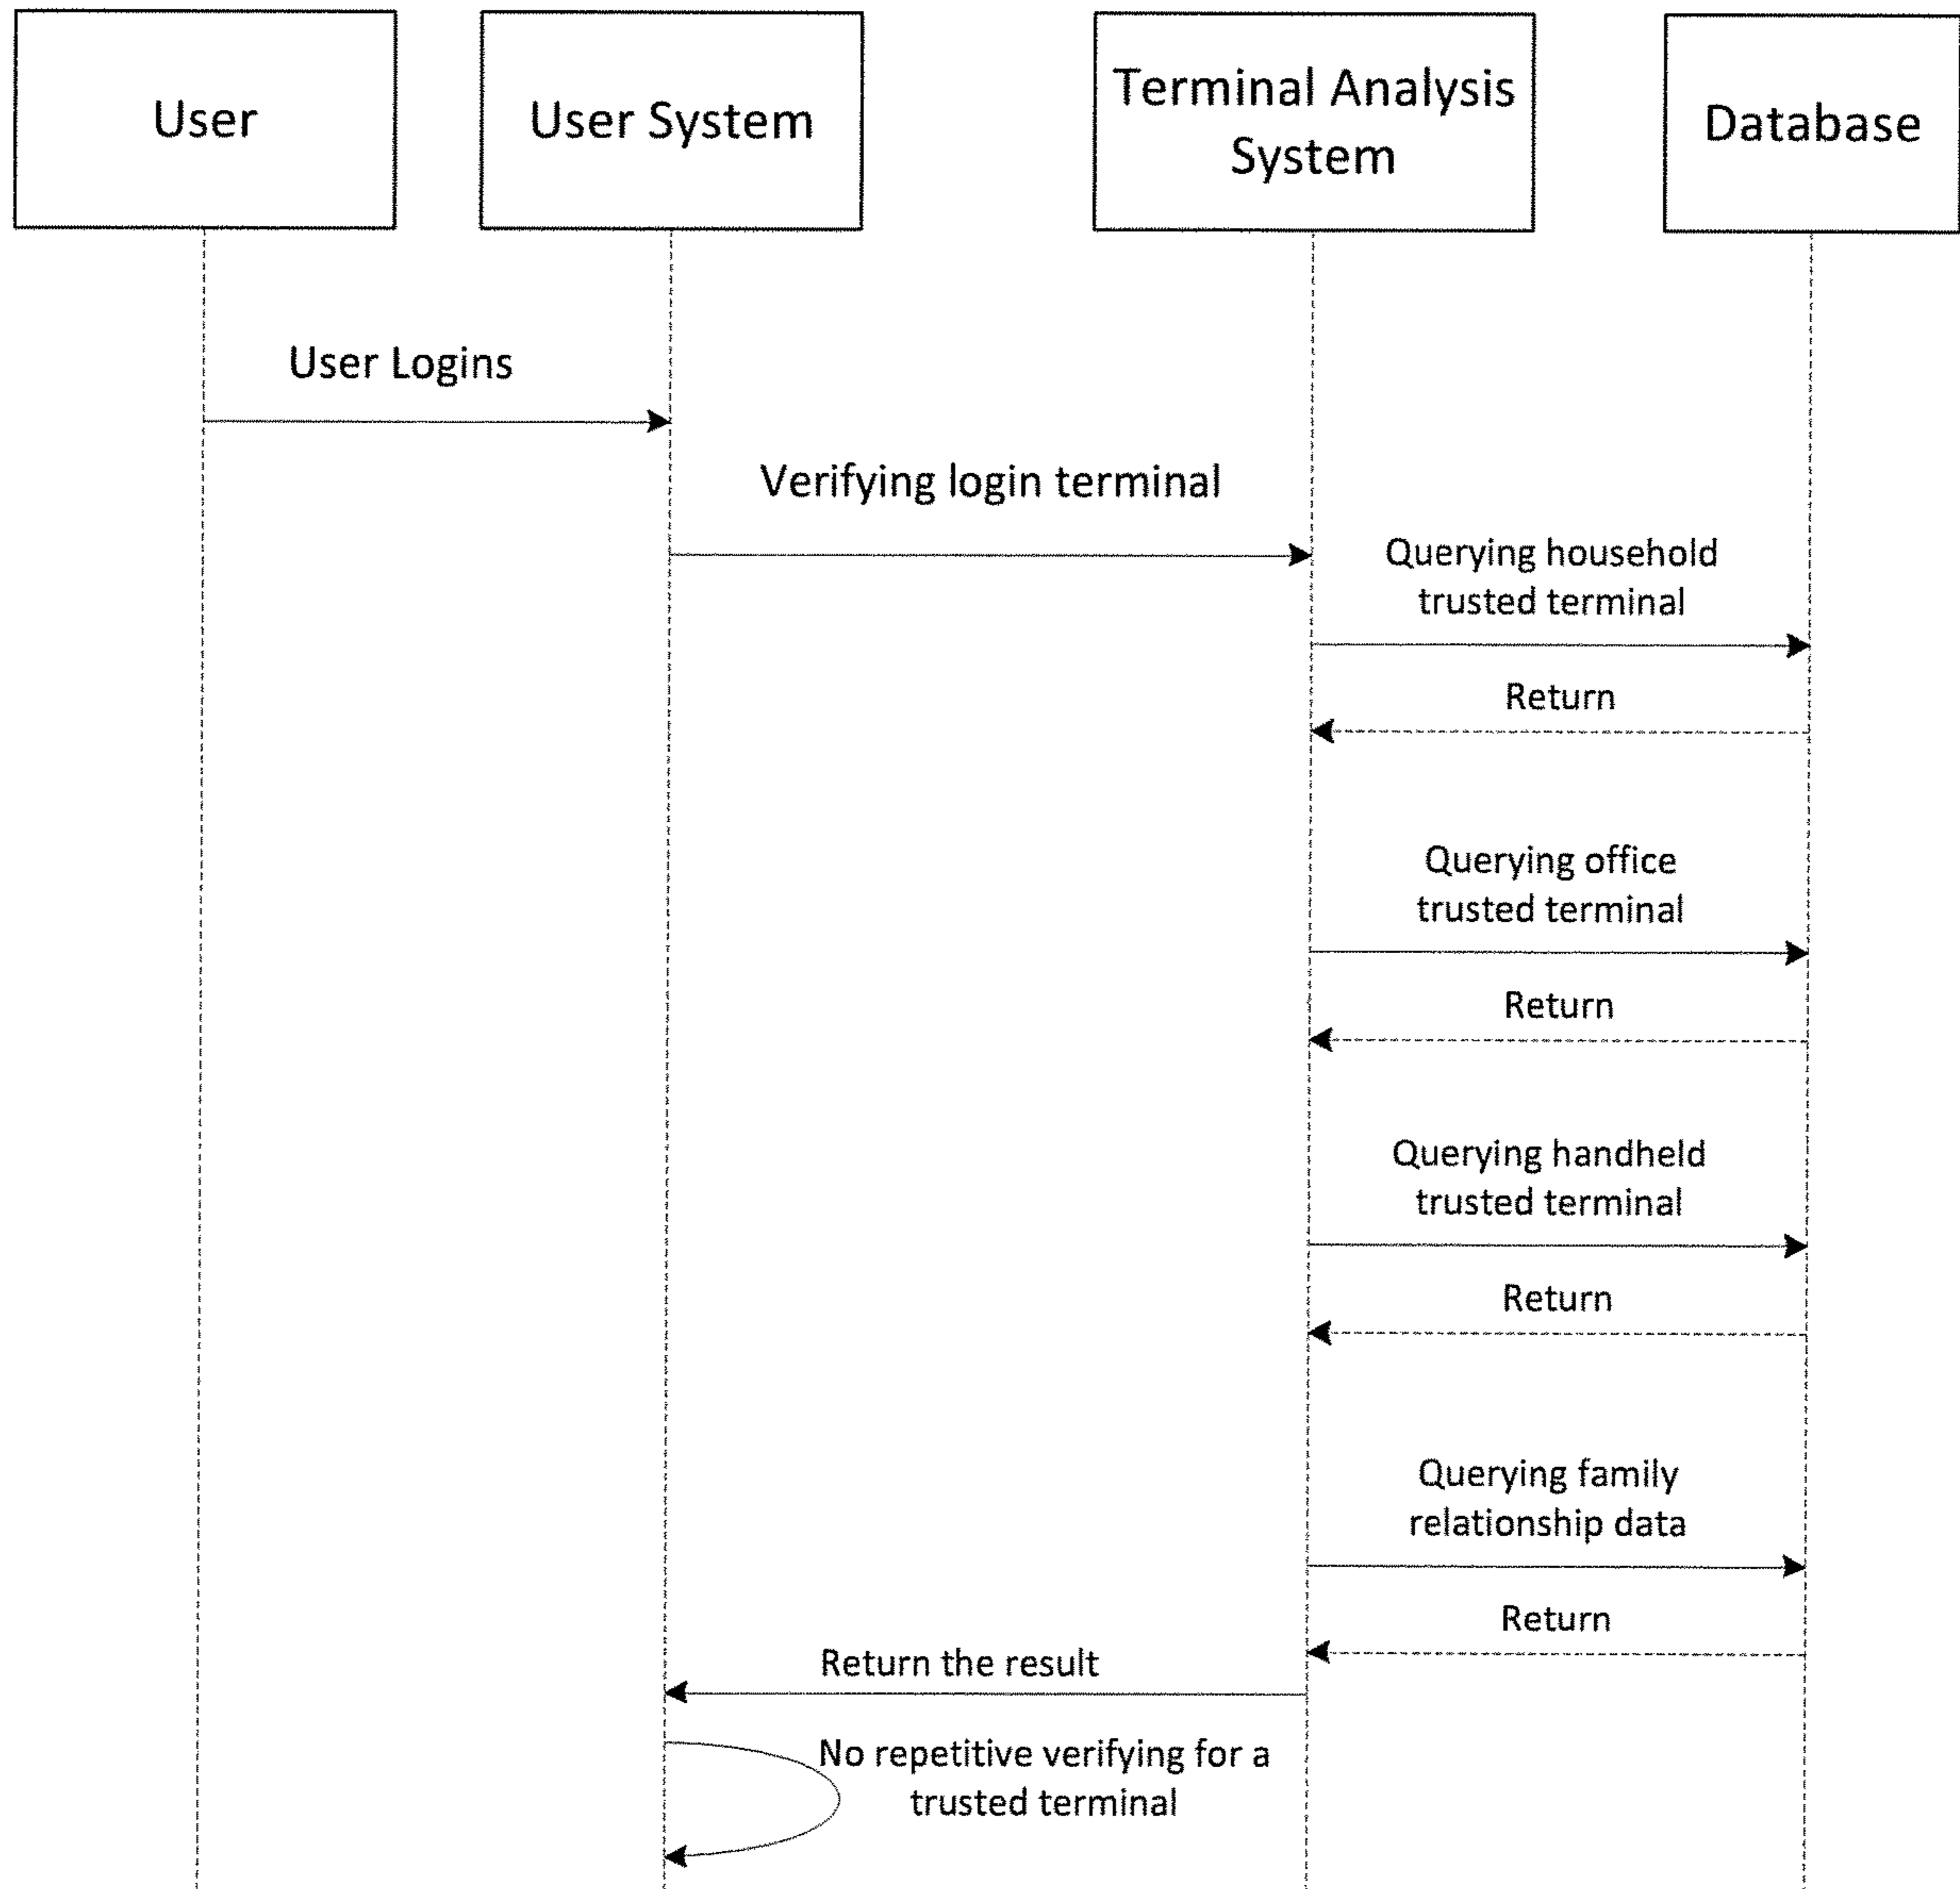 User
User System
Terminal Analysis
System
Database
User Logins
Verifying login terminal
Querying household
trusted terminal
Return
Querying office
trusted terminal
Return
Querying handheld
trusted terminal
Return
Querying family
relationship data
Return
Return the result
No repetitive verifying for a
trusted terminal